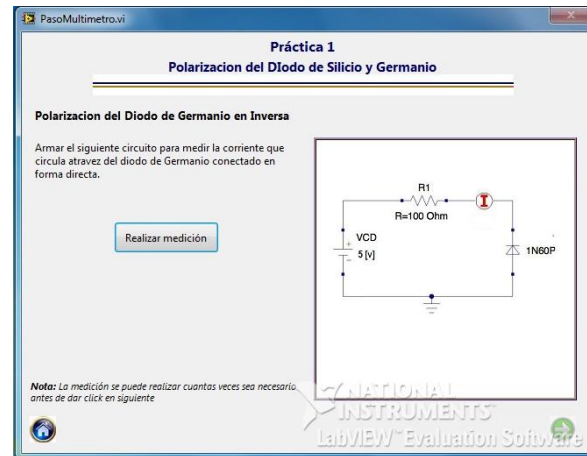 PasoMultimetro.vi
Práctica 1
Polarizacion del DIodo de Silicio y Germanio
Polarizacion del Diodo de Germanio en Inversa
Armar el siguiente circuito para medir la corriente que
circula atravez del diodo de Germanio conectado en
forma directa.
Realizar medición
R1
R=100 Ohm
I
VCD
+
5 [v]
1N60P
Nota: La medición se puede realizar cuantas veces sea necesario
antes de dar click en siguiente
NATIONAL
INSTRUMENTS
LabVIEW™ Evaluation Software